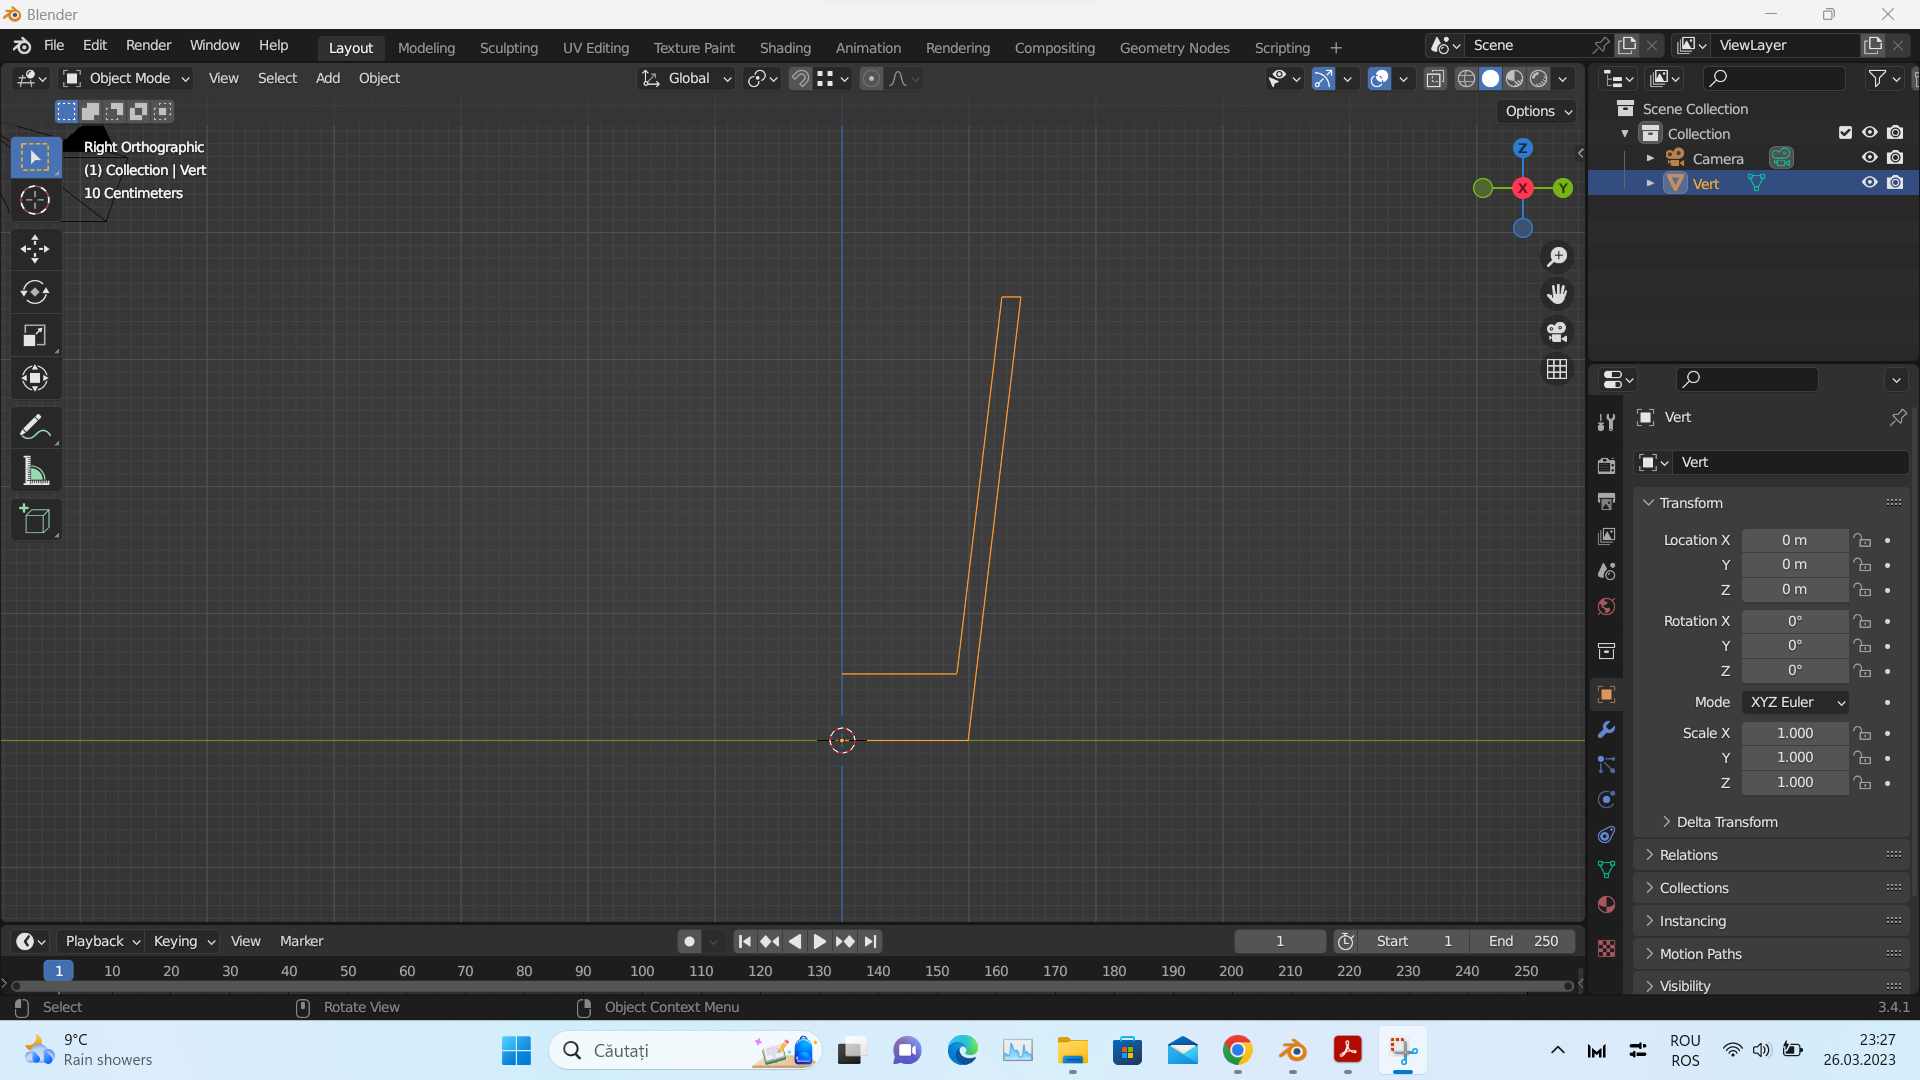 Blender
File Edit Render Window Help Layout Modeling Sculpting UV Editing Texture Paint Shading Animation Rendering Compositing Geometry Nodes Scripting + Scene ViewLayer
Object Mode View Select Add Object Global
Options
Right Orthographic
(1) Collection | Vert
10 Centimeters
Z
X
Y
Scene Collection
Collection
Camera
Vert
Vert
Vert
Transform
Location X 0 m
Y 0 m
Z 0 m
Rotation X 0°
Y 0°
Z 0°
Mode XYZ Euler
Scale X 1.000
Y 1.000
Z 1.000
Delta Transform
Relations
Collections
Instancing
Motion Paths
Visibility
Playback Keying View Marker 1 Start 1 End 250
1 10 20 30 40 50 60 70 80 90 100 110 120 130 140 150 160 170 180 190 200 210 220 230 240 250
Select Rotate View Object Context Menu 3.4.1
9°C
Rain showers
Căutați
ROU
ROS
23:27
26.03.2023